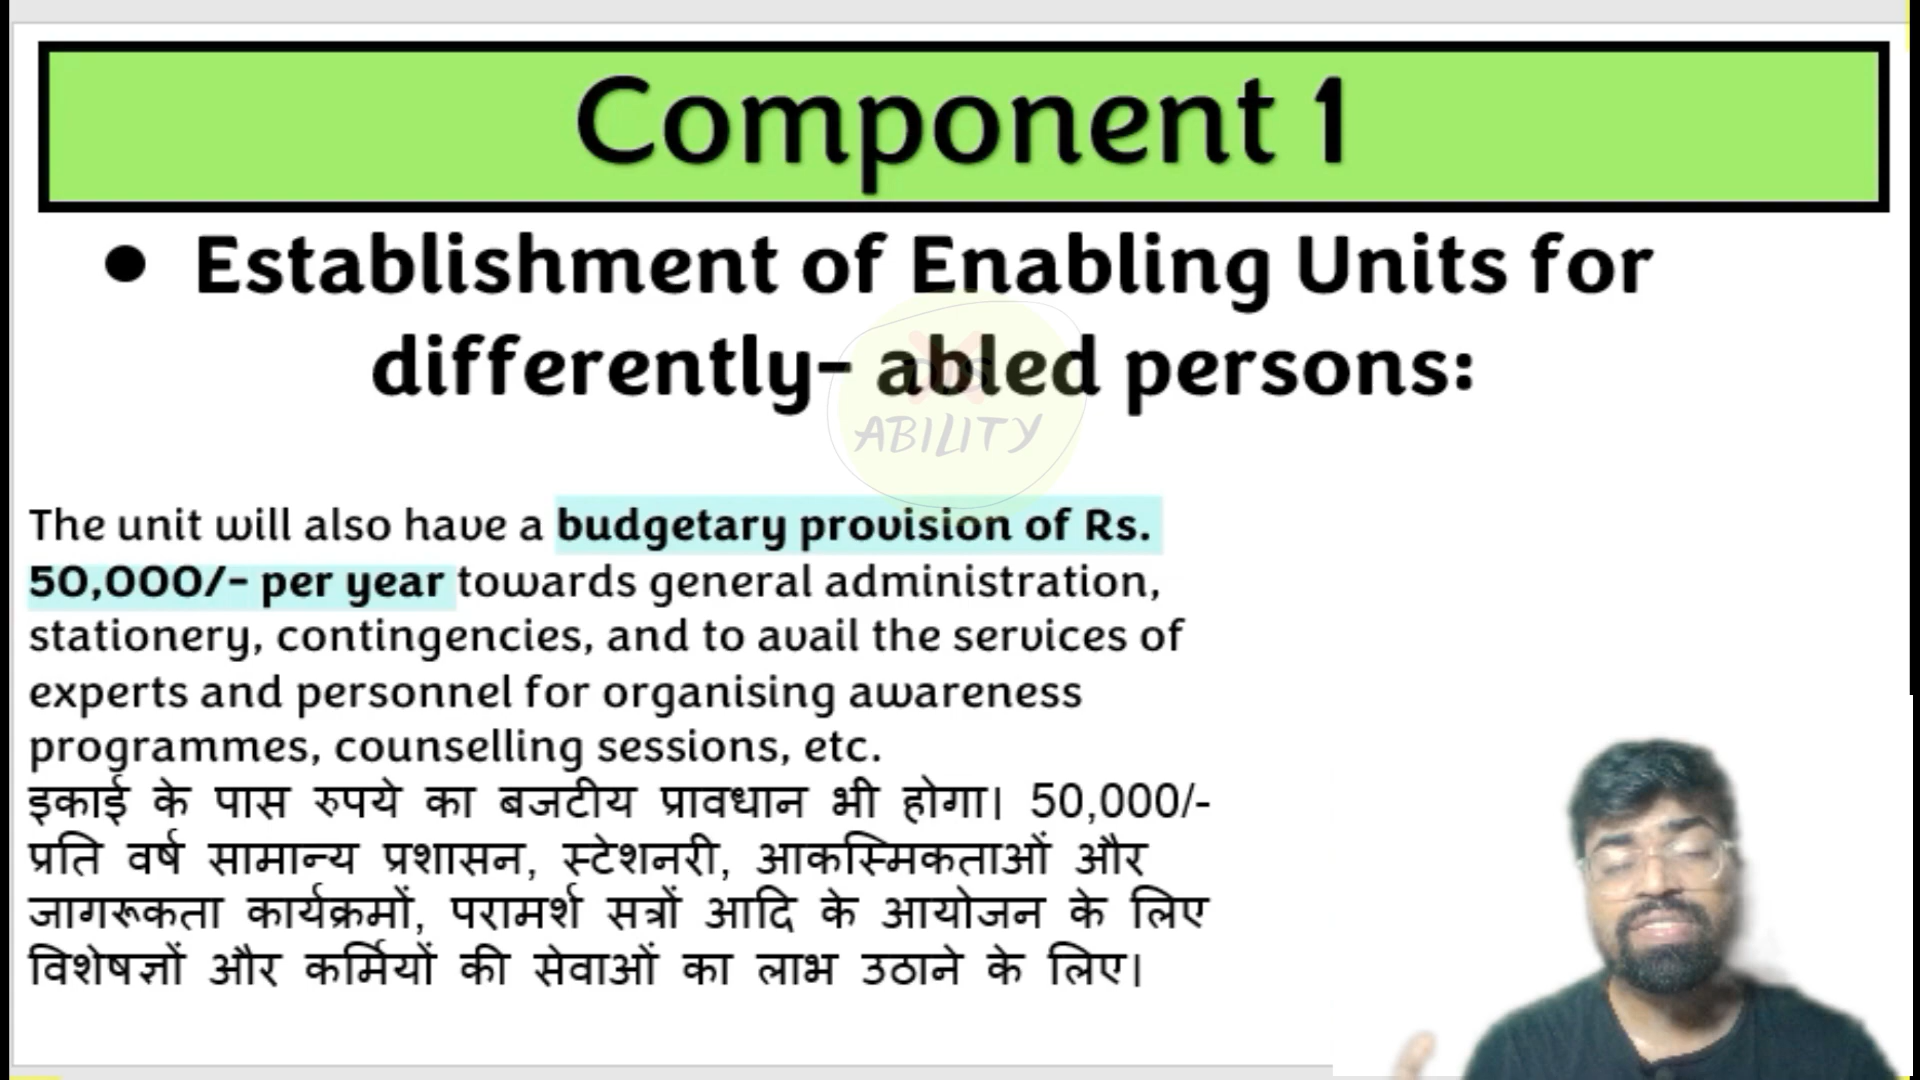 Component 1
● Establishment of Enabling Units for
differently- abled persons:
DIS
ABILITY
The unit will also have a budgetary provision of Rs.
50,000/- per year towards general administration,
stationery, contingencies, and to avail the services of
experts and personnel for organising awareness
programmes, counselling sessions, etc.
इकाई के पास रुपये का बजटीय प्रावधान भी होगा। 50,000/-
प्रति वर्ष सामान्य प्रशासन, स्टेशनरी, आकस्मिकताओं और
जागरूकता कार्यक्रमों, परामर्श सत्रों आदि के आयोजन के लिए
विशेषज्ञों और कर्मियों की सेवाओं का लाभ उठाने के लिए।